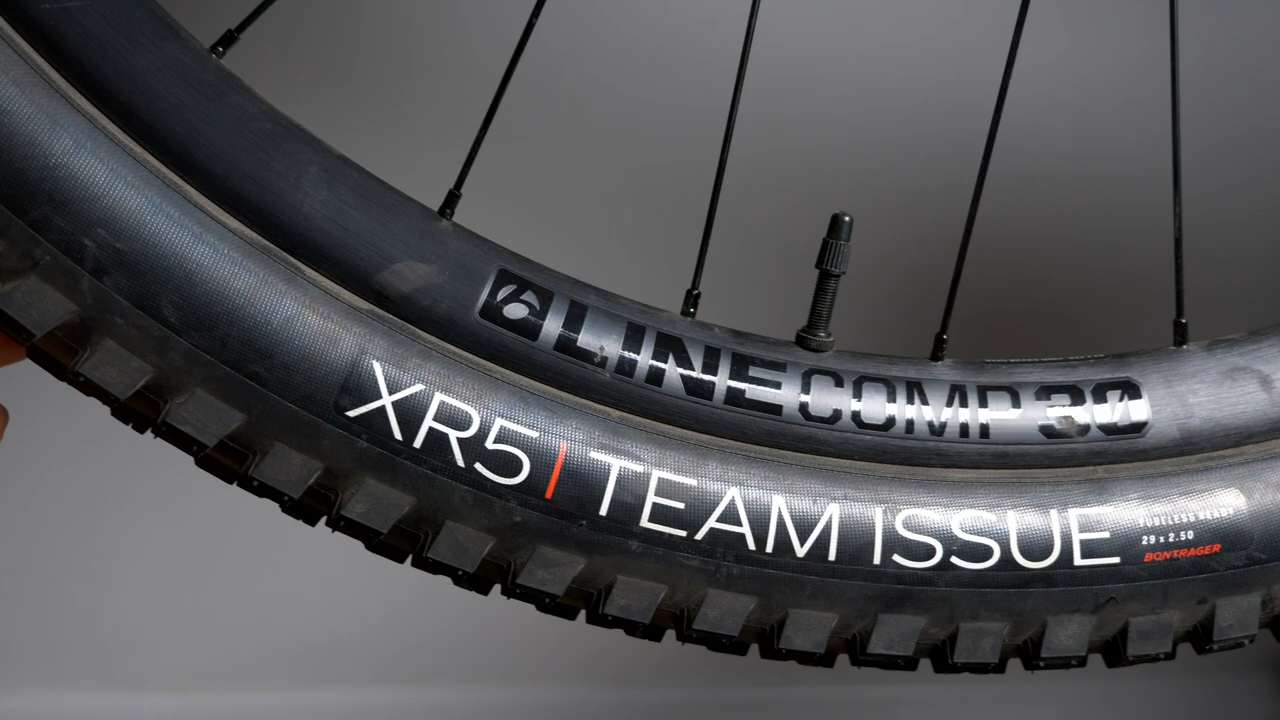 LINE COMP 30
XR5 | TEAM ISSUE
TUBELESS READY
29 x 2.50
BONTRAGER